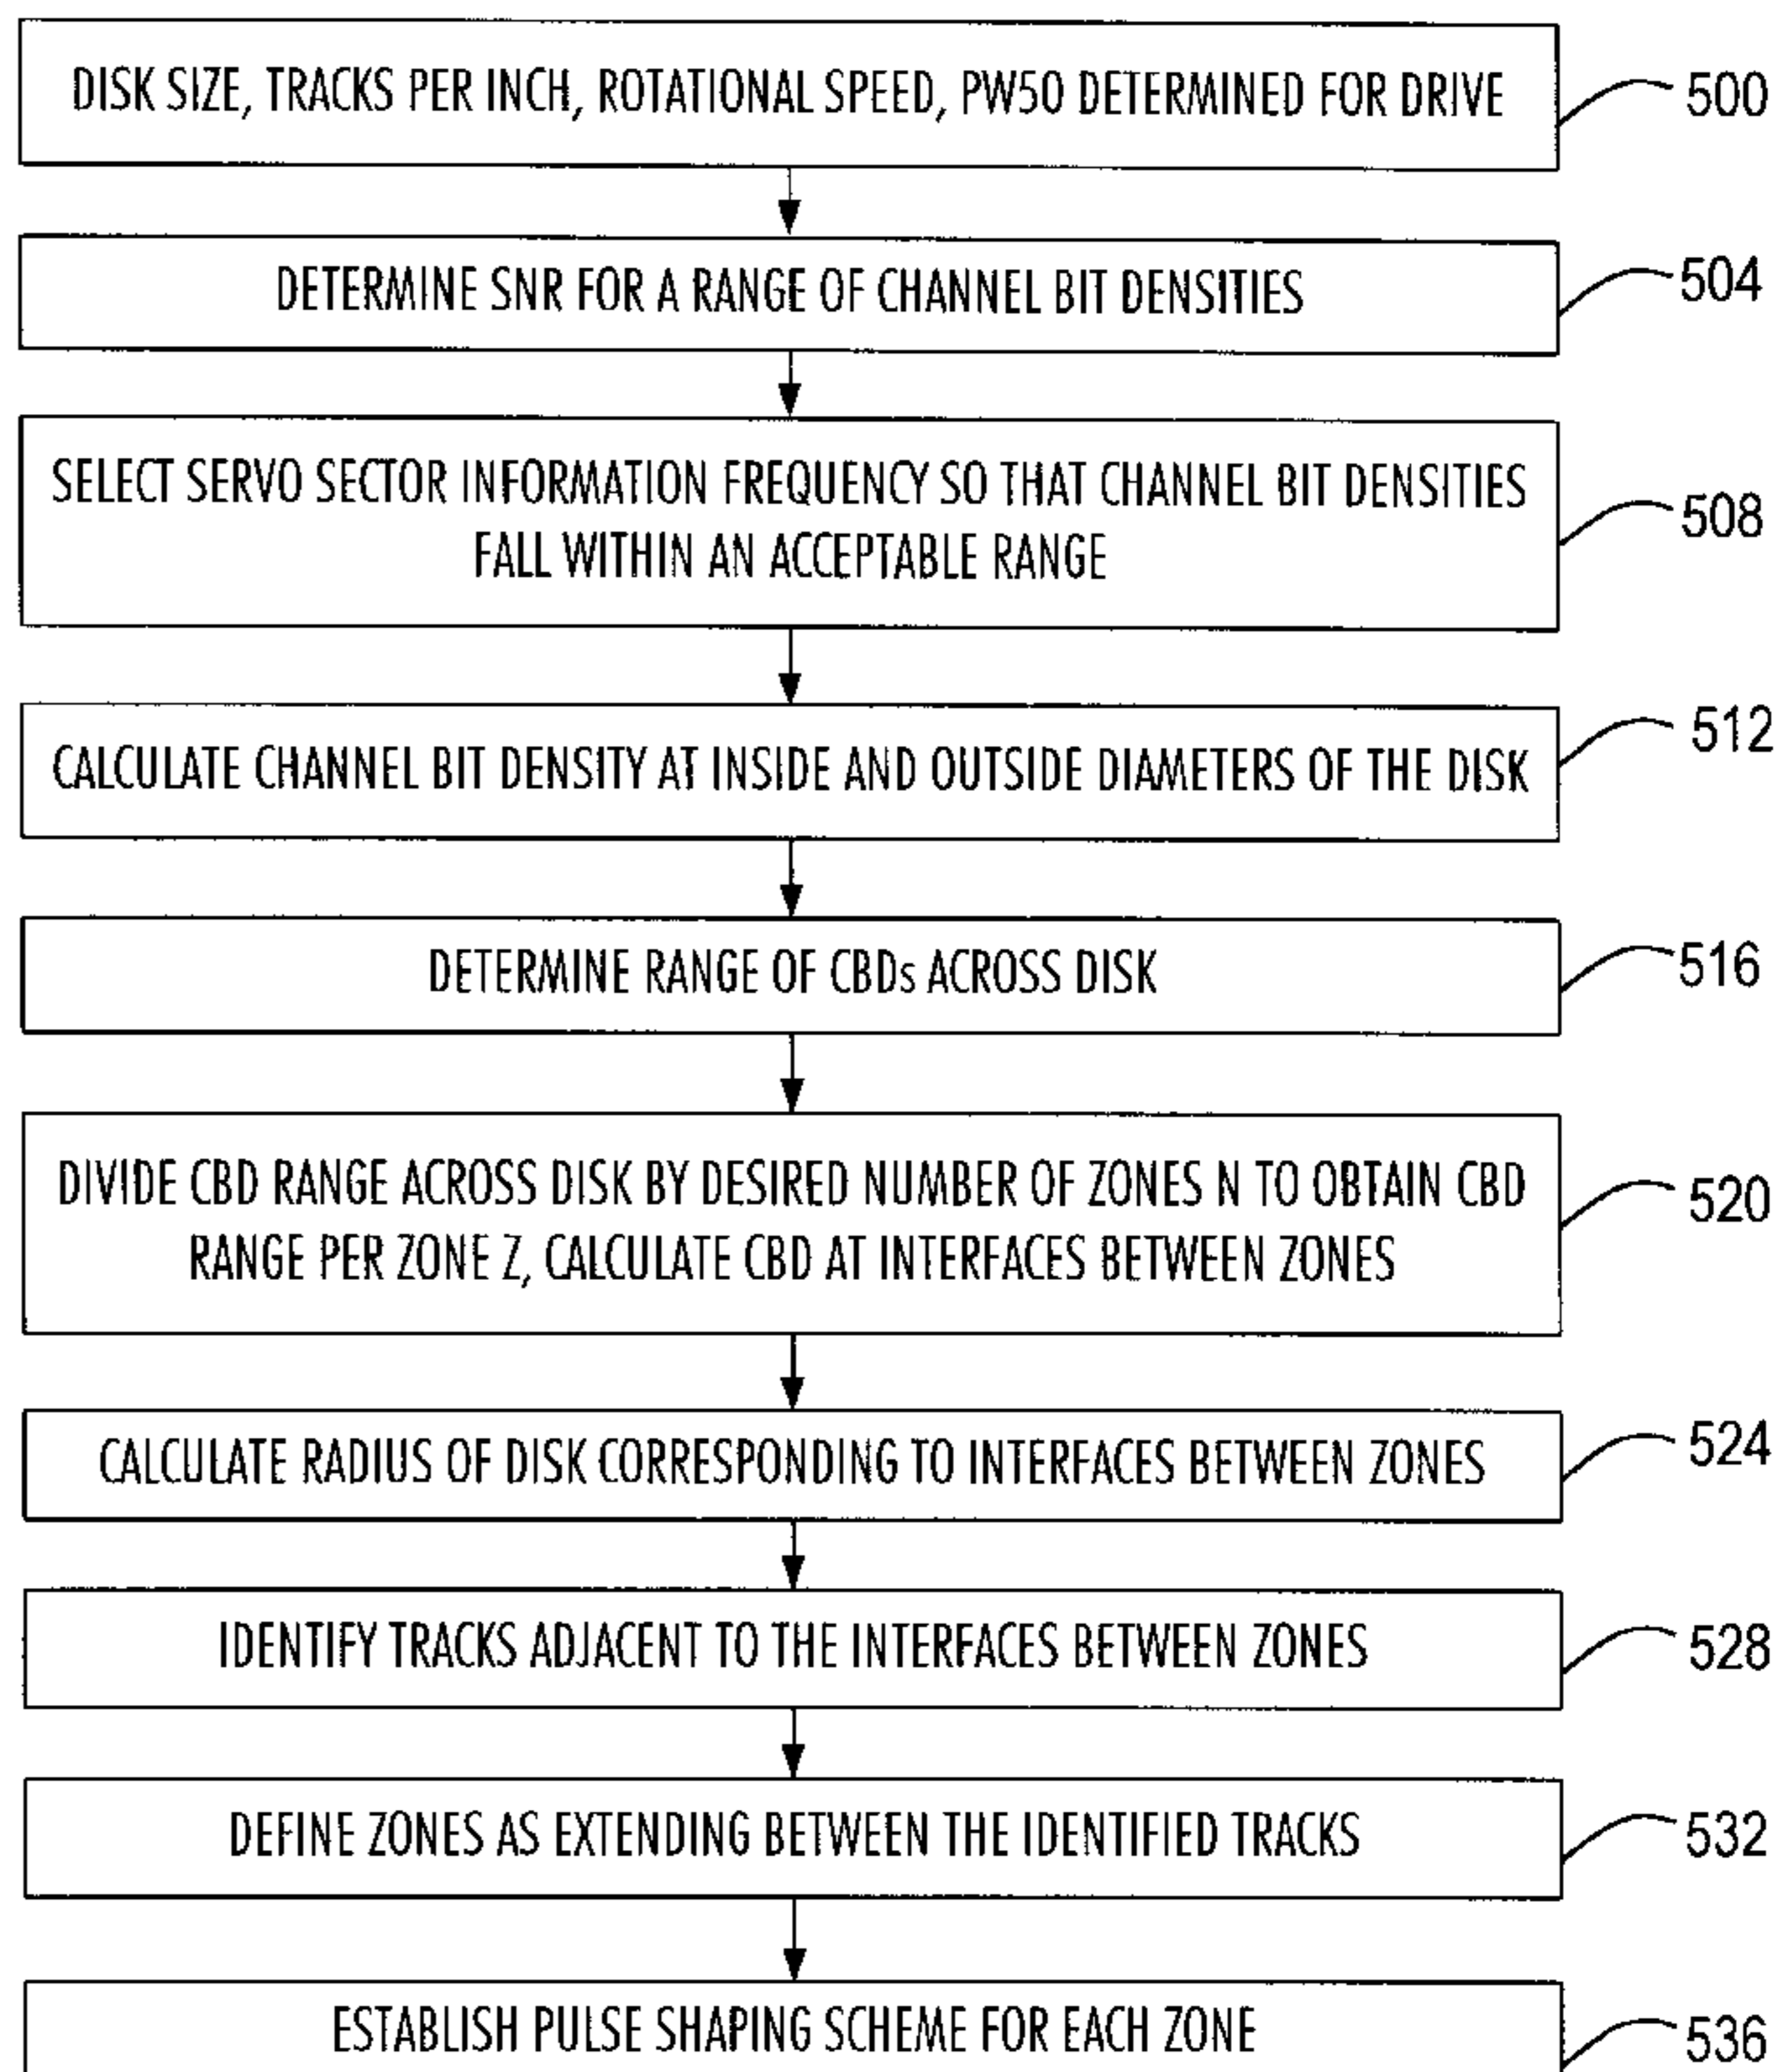 DISK SIZE, TRACKS PER INCH, ROTATIONAL SPEED, PW50 DETERMINED FOR DRIVE
500
DETERMINE SNR FOR A RANGE OF CHANNEL BIT DENSITIES
504
SELECT SERVO SECTOR INFORMATION FREQUENCY SO THAT CHANNEL BIT DENSITIES
FALL WITHIN AN ACCEPTABLE RANGE
508
CALCULATE CHANNEL BIT DENSITY AT INSIDE AND OUTSIDE DIAMETERS OF THE DISK
512
DETERMINE RANGE OF CBDs ACROSS DISK
516
DIVIDE CBD RANGE ACROSS DISK BY DESIRED NUMBER OF ZONES N TO OBTAIN CBD
RANGE PER ZONE Z, CALCULATE CBD AT INTERFACES BETWEEN ZONES
520
CALCULATE RADIUS OF DISK CORRESPONDING TO INTERFACES BETWEEN ZONES
524
IDENTIFY TRACKS ADJACENT TO THE INTERFACES BETWEEN ZONES
528
DEFINE ZONES AS EXTENDING BETWEEN THE IDENTIFIED TRACKS
532
ESTABLISH PULSE SHAPING SCHEME FOR EACH ZONE
536